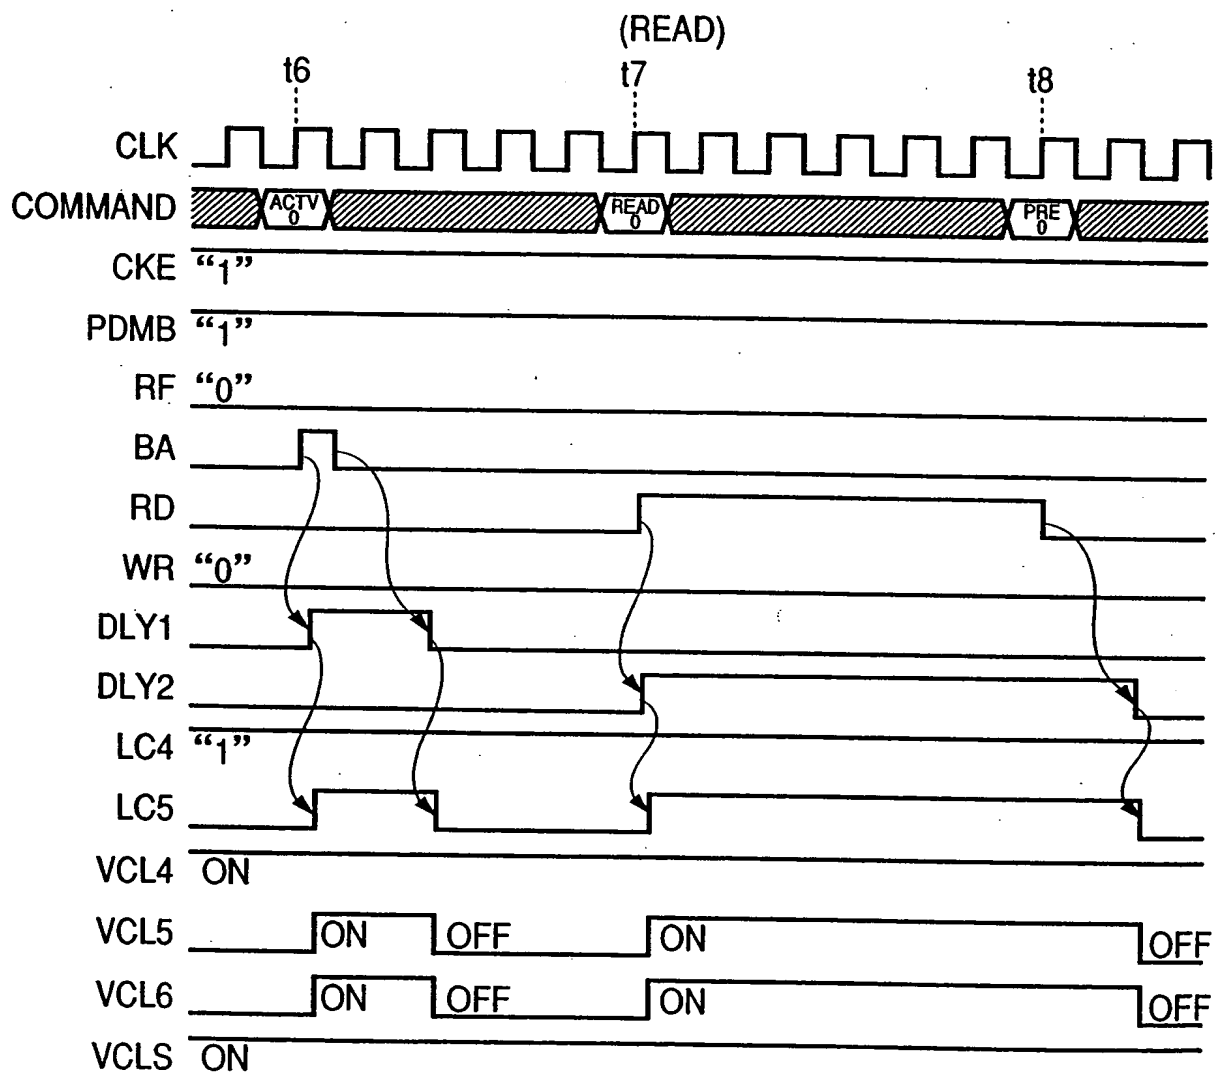 (READ)
t6 t7 t8
CLK
COMMAND ACTV 0 READ 0 PRE 0
CKE “1”
PDMB “1”
RF “0”
BA
RD
WR “0”
DLY1
DLY2
LC4 “1”
LC5
VCL4 ON
VCL5 ON OFF ON OFF
VCL6 ON OFF ON OFF
VCLS ON